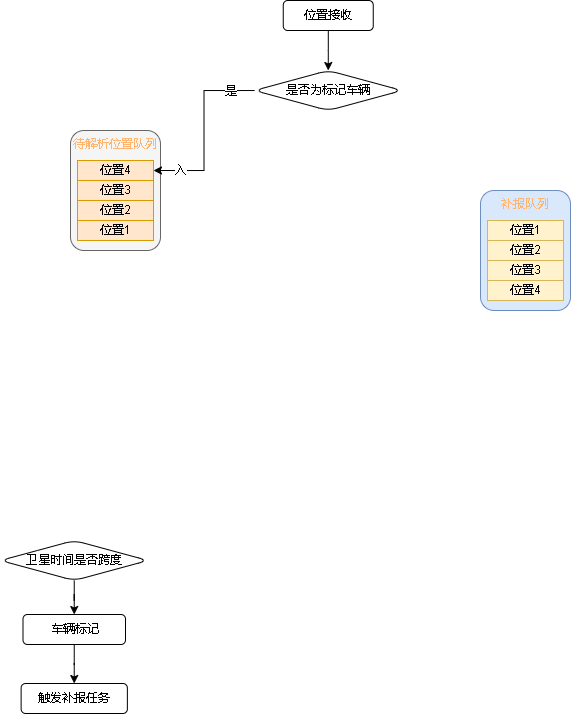 位置接收
是否为标记车辆
是
待解析位置队列
位置4
入
位置3
位置2
位置1
补报队列
位置1
位置2
位置3
位置4
卫星时间是否跨度
车辆标记
触发补报任务